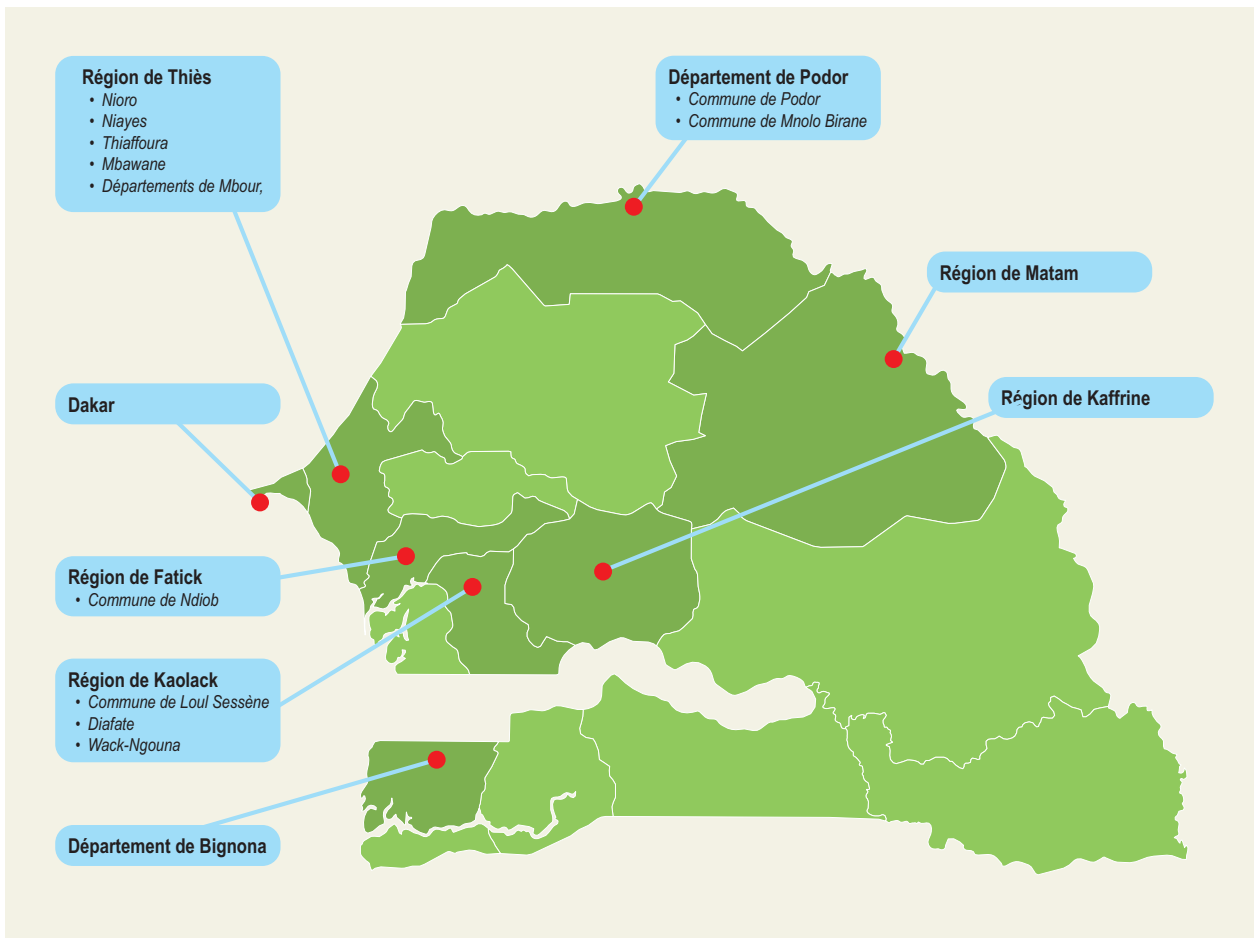 Région de Thiès
• Nioro
• Niayes
• Thiaffoura
• Mbawane
• Départements de Mbour,
Département de Podor
• Commune de Podor
• Commune de Mnolo Birane
Région de Matam
Région de Kaffrine
Dakar
Région de Fatick
• Commune de Ndiob
Région de Kaolack
• Commune de Loul Sessène
• Diafate
• Wack-Ngouna
Département de Bignona